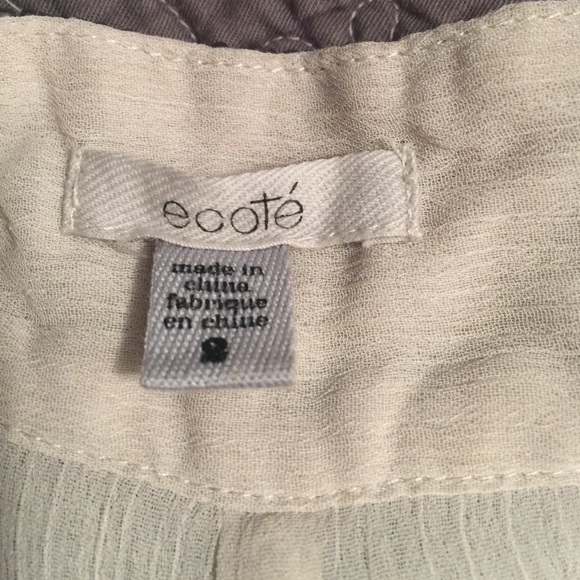 ecoté
made in
china
fabrique
en chine